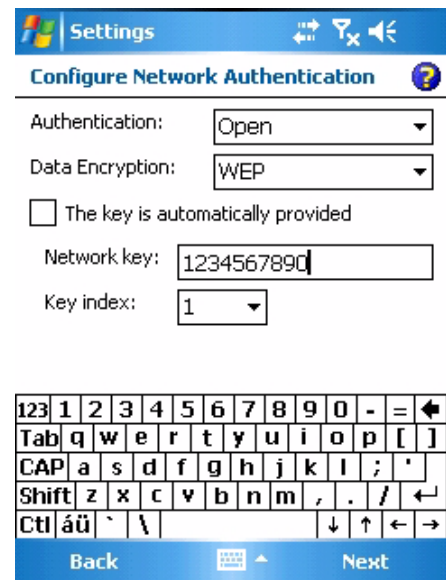 Settings
Configure Network Authentication ?
Authentication: Open
Data Encryption: WEP
The key is automatically provided
Network key: 1234567890
Key index: 1
123 1 2 3 4 5 6 7 8 9 0 - =
Tab q w e r t y u i o p [ ]
CAP a s d f g h j k l ; '
Shift z x c v b n m , . /
Ctl áü ` \ ↓ ↑ ← →
Back Next